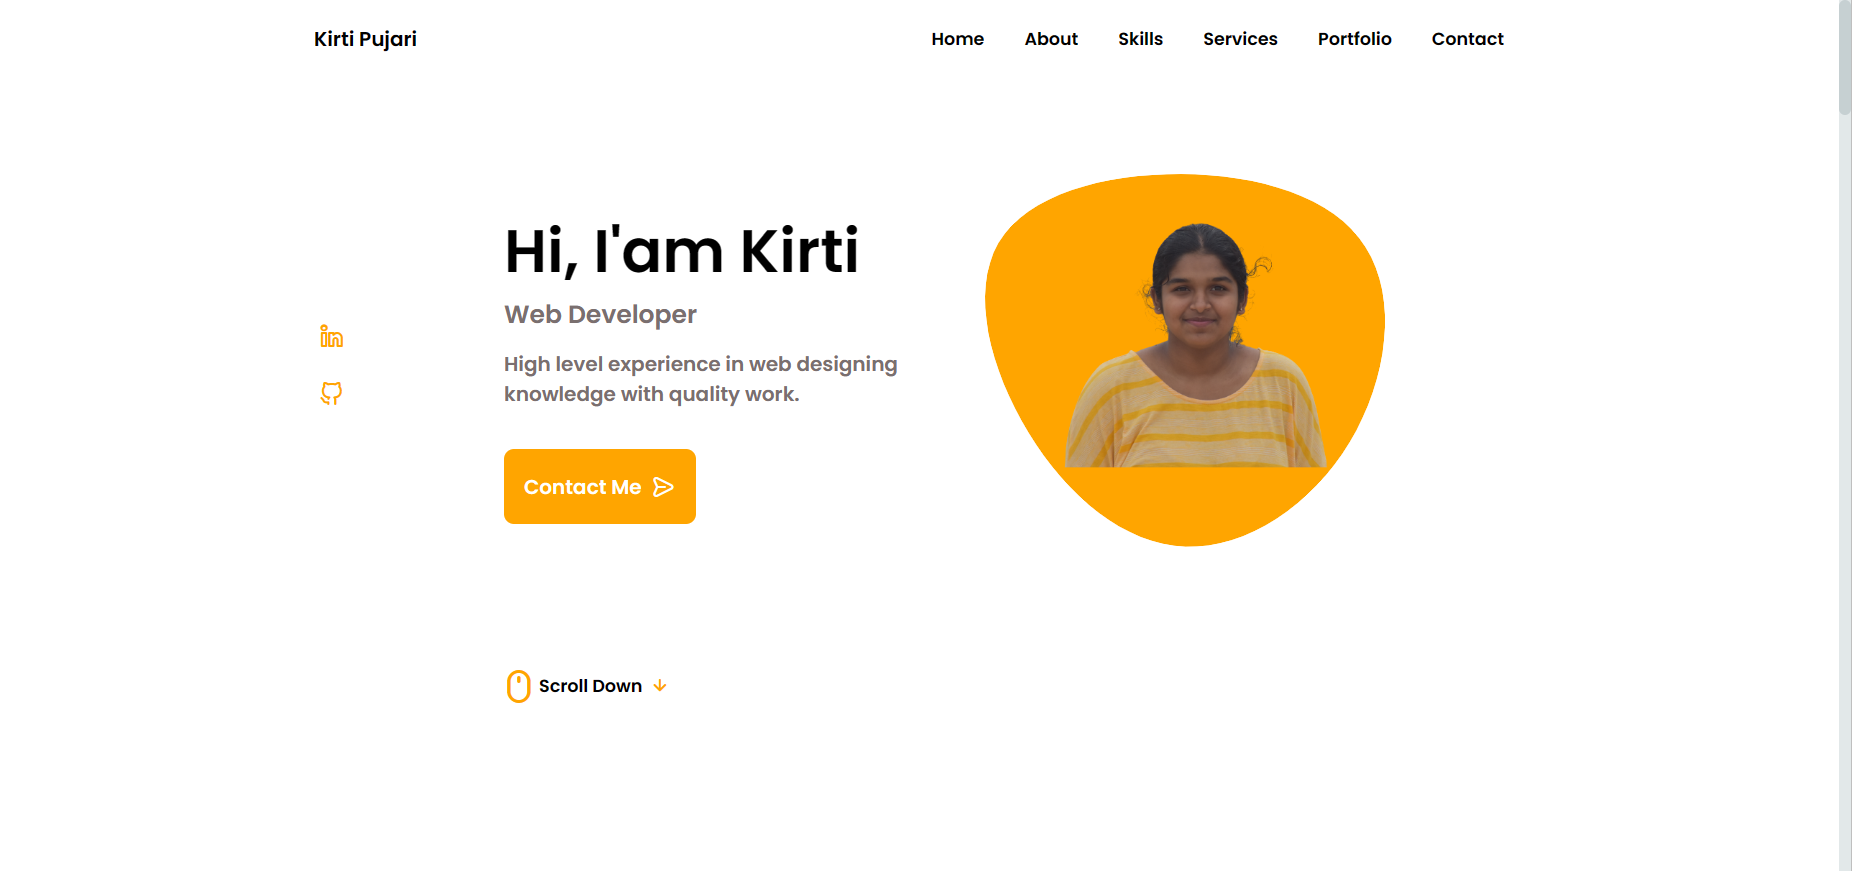 Kirti Pujari
Home About Skills Services Portfolio Contact
Hi, I'am Kirti
Web Developer
High level experience in web designing
knowledge with quality work.
Contact Me
Scroll Down